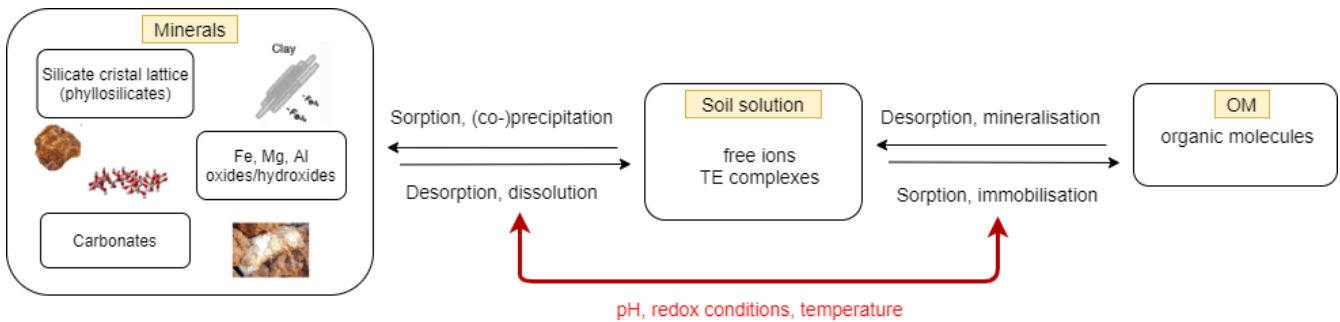 Minerals
Clay
Silicate cristal lattice
(phyllosilicates)
Fe, Mg, Al
oxides/hydroxides
Carbonates
Sorption, (co-)precipitation
Desorption, dissolution
Soil solution
free ions
TE complexes
Desorption, mineralisation
Sorption, immobilisation
OM
organic molecules
pH, redox conditions, temperature